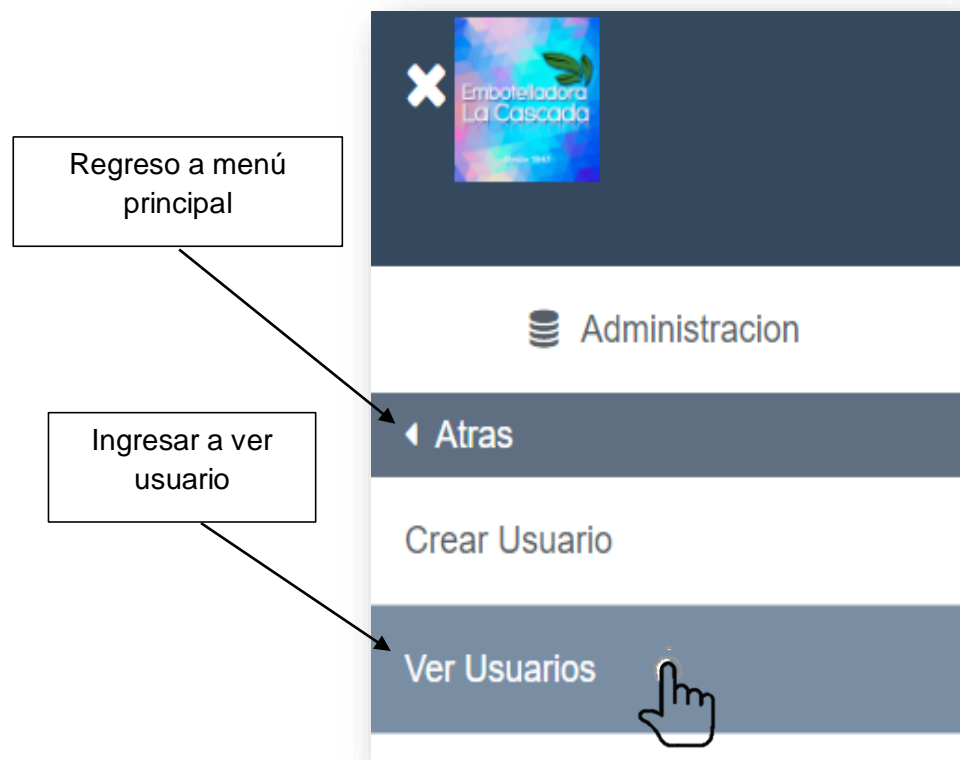 Embotelladora
La Cascada
Regreso a menú
principal
Administracion
Atras
Ingresar a ver
usuario
Crear Usuario
Ver Usuarios